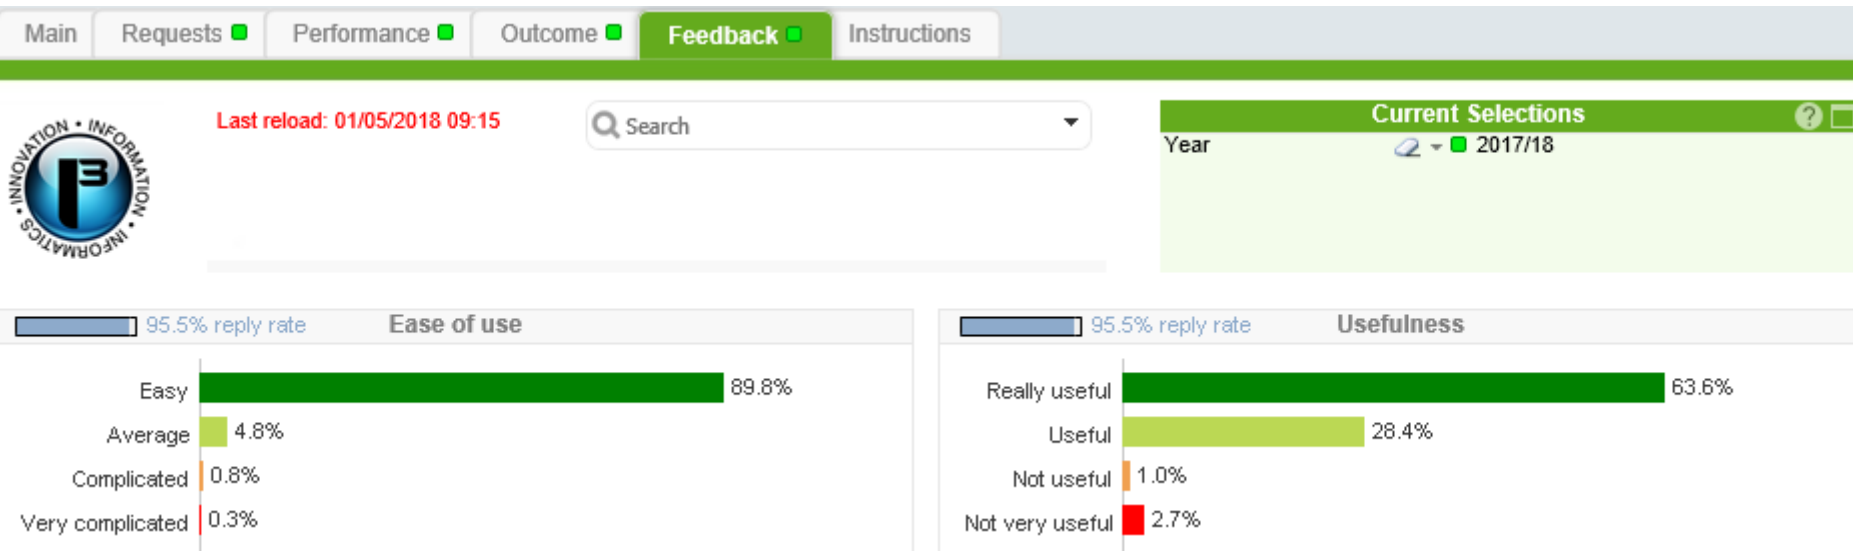 Main Requests Performance Outcome Feedback Instructions
INNOVATION • INFORMATION • INFORMATICS •
I3
Last reload: 01/05/2018 09:15
Search
Current Selections
Year 2017/18
95.5% reply rate Ease of use
Easy 89.8%
Average 4.8%
Complicated 0.8%
Very complicated 0.3%
95.5% reply rate Usefulness
Really useful 63.6%
Useful 28.4%
Not useful 1.0%
Not very useful 2.7%